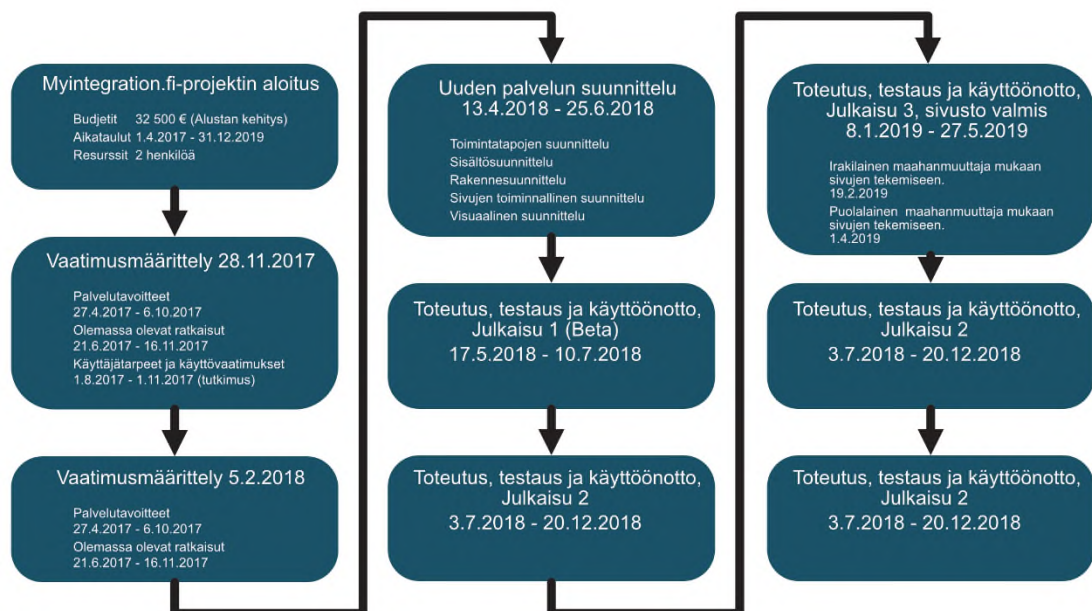 Myintegration.fi-projektin aloitus
Budjetit 32 500 € (Alustan kehitys)
Aikataulut 1.4.2017 - 31.12.2019
Resurssit 2 henkilöä
Vaatimusmäärittely 28.11.2017
Palvelutavoitteet
27.4.2017 - 6.10.2017
Olemassa olevat ratkaisut
21.6.2017 - 16.11.2017
Käyttäjätarpeet ja käyttövaatimukset
1.8.2017 - 1.11.2017 (tutkimus)
Vaatimusmäärittely 5.2.2018
Palvelutavoitteet
27.4.2017 - 6.10.2017
Olemassa olevat ratkaisut
21.6.2017 - 16.11.2017
Uuden palvelun suunnittelu
13.4.2018 - 25.6.2018
Toimintatapojen suunnittelu
Sisältösuunnittelu
Rakennesuunnittelu
Sivujen toiminnallinen suunnittelu
Visuaalinen suunnittelu
Toteutus, testaus ja käyttöönotto,
Julkaisu 1 (Beta)
17.5.2018 - 10.7.2018
Toteutus, testaus ja käyttöönotto,
Julkaisu 2
3.7.2018 - 20.12.2018
Toteutus, testaus ja käyttöönotto,
Julkaisu 3, sivusto valmis
8.1.2019 - 27.5.2019
Irakilainen maahanmuuttaja mukaan
sivujen tekemiseen.
19.2.2019
Puolalainen maahanmuuttaja mukaan
sivujen tekemiseen.
1.4.2019
Toteutus, testaus ja käyttöönotto,
Julkaisu 2
3.7.2018 - 20.12.2018
Toteutus, testaus ja käyttöönotto,
Julkaisu 2
3.7.2018 - 20.12.2018